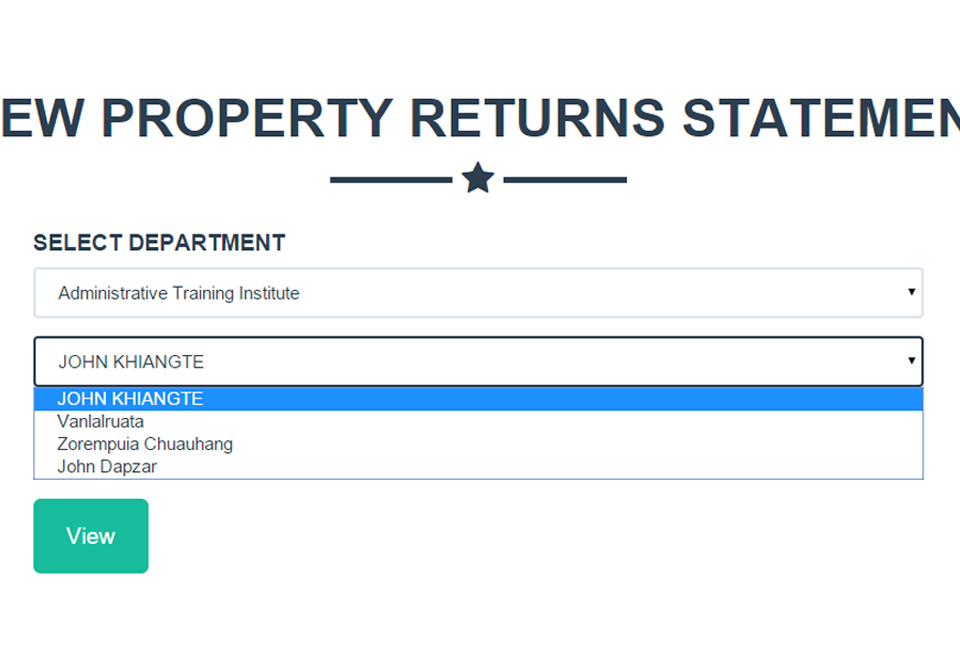 EW PROPERTY RETURNS STATEMEN
SELECT DEPARTMENT
Administrative Training Institute
JOHN KHIANGTE
JOHN KHIANGTE
Vanlalruata
Zorempuia Chuauhang
John Dapzar
View